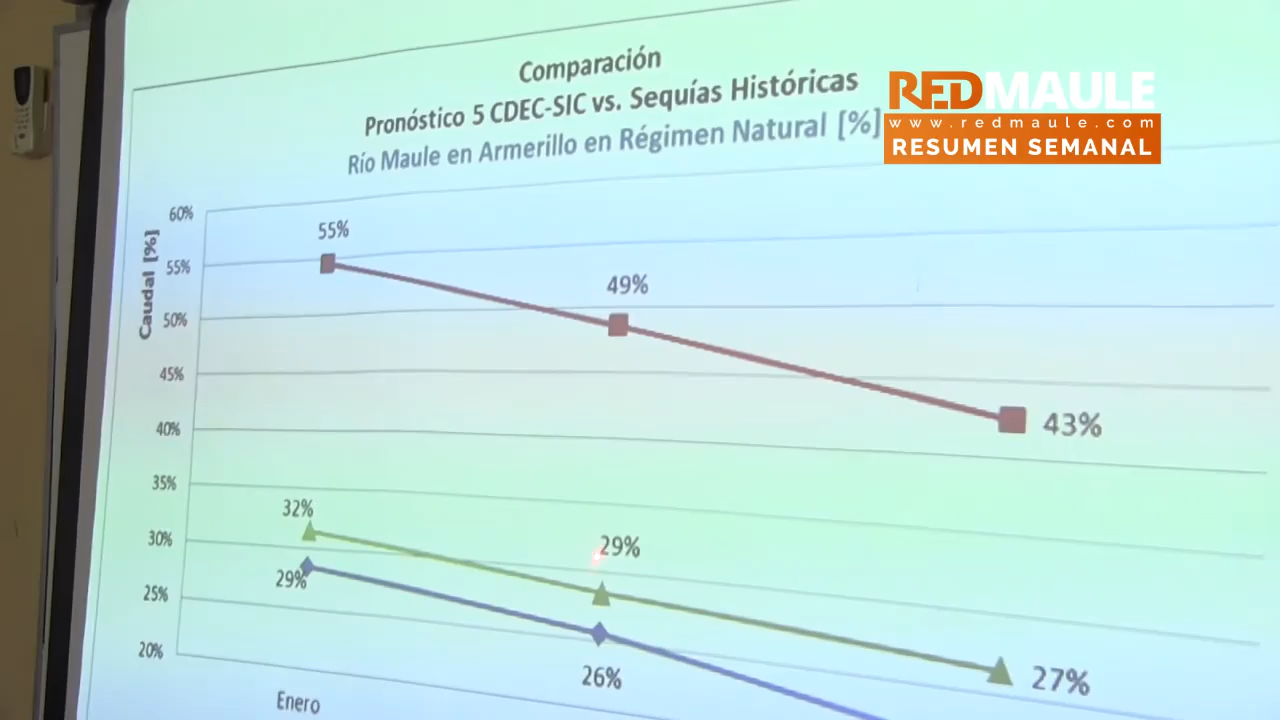 Comparación
Pronóstico 5 CDEC-SIC vs. Sequías Históricas
Río Maule en Armerillo en Régimen Natural [%]
REDMAULE
www.redmaule.com
RESUMEN SEMANAL
Caudal [%]
60%
55%
50%
45%
40%
35%
30%
25%
20%
55%
49%
43%
32%
29%
27%
29%
26%
Enero